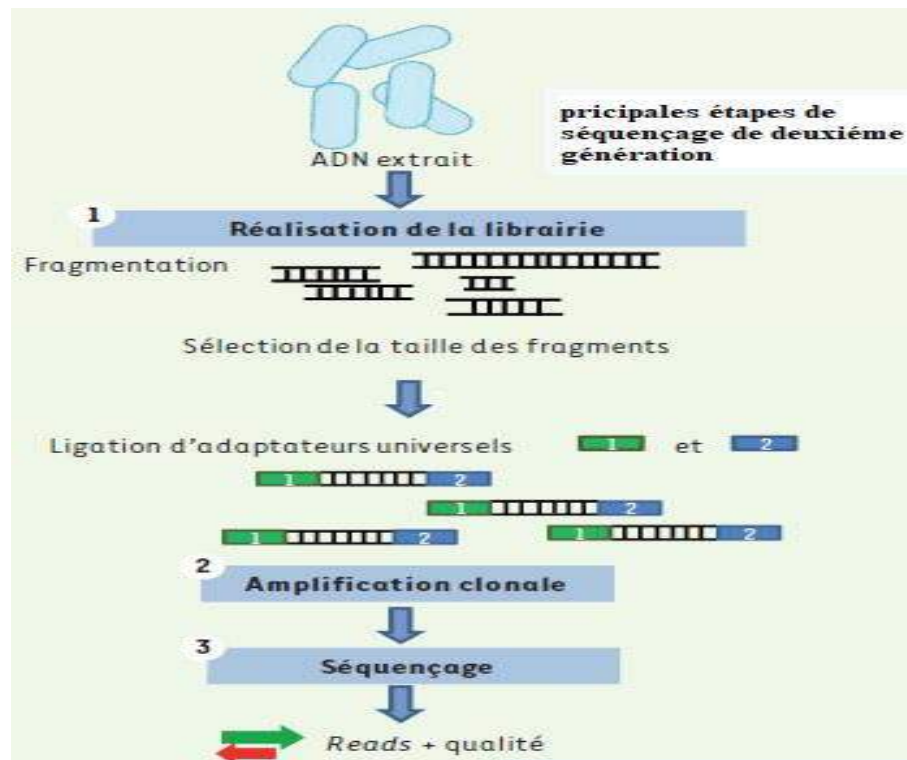 ADN extrait
pricipales étapes de
séquençage de deuxiéme
génération
1
Réalisation de la librairie
Fragmentation
Sélection de la taille des fragments
Ligation d'adaptateurs universels 1 et 2
1 2
1 2
1 2
1 2
2
Amplification clonale
3
Séquençage
Reads + qualité